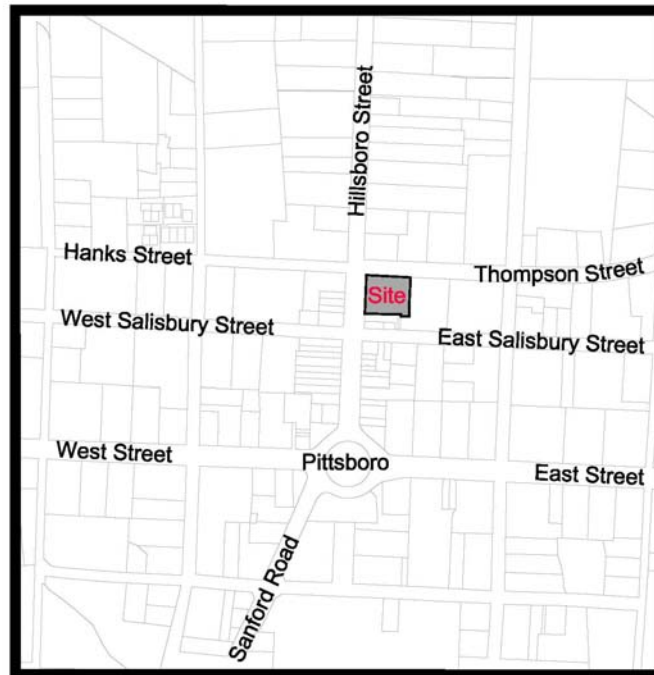 Hillsboro Street
Hanks Street
Thompson Street
Site
West Salisbury Street
East Salisbury Street
West Street
Pittsboro
East Street
Sanford Road